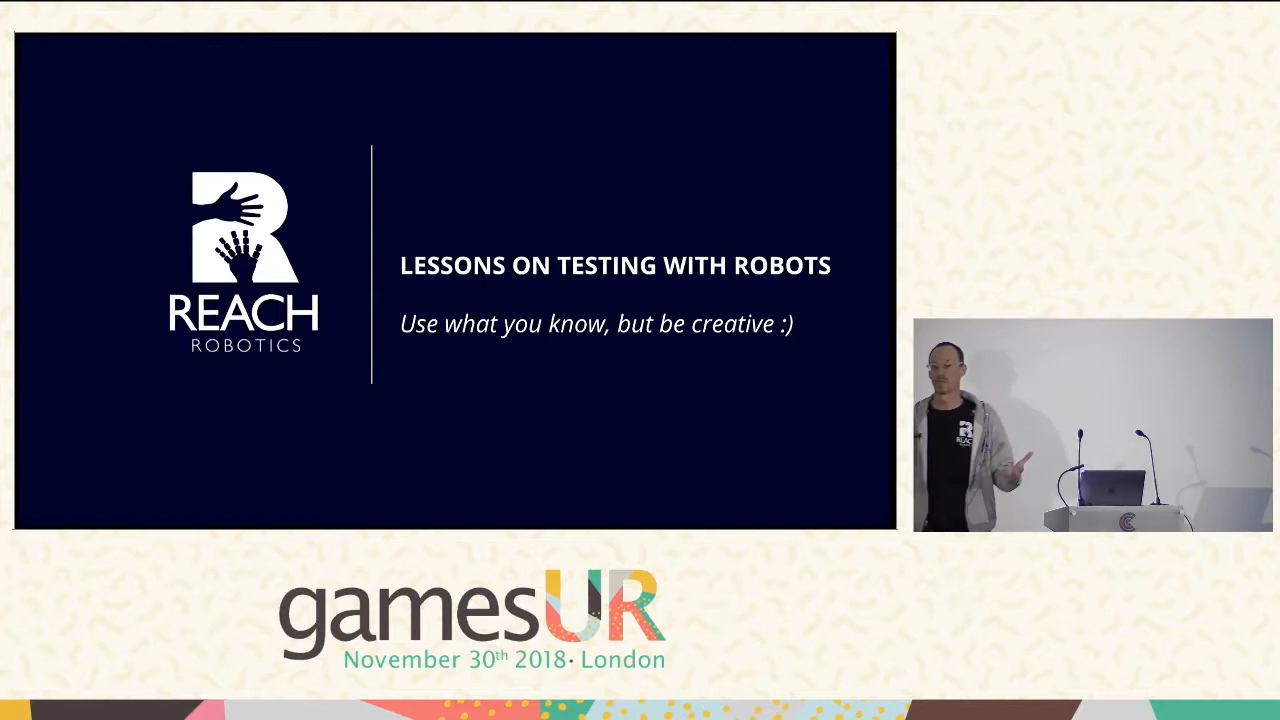 REACH
ROBOTICS
LESSONS ON TESTING WITH ROBOTS
Use what you know, but be creative :)
REACH
gamesUR
November 30th 2018 · London